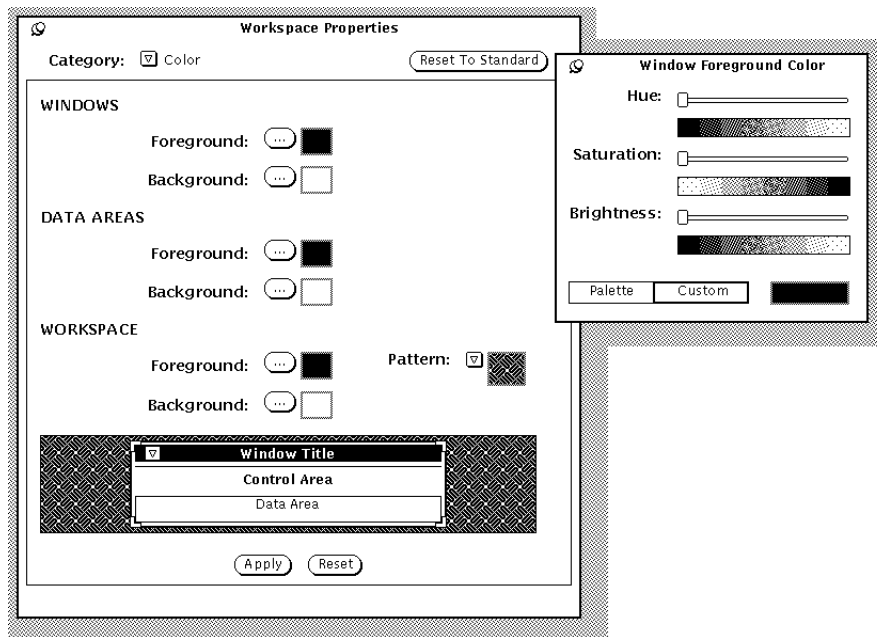 Workspace Properties
Category: Color
Reset To Standard
WINDOWS
Foreground: ...
Background: ...
DATA AREAS
Foreground: ...
Background: ...
WORKSPACE
Foreground: ...
Pattern:
Background: ...
Window Title
Control Area
Data Area
Apply
Reset
Window Foreground Color
Hue:
Saturation:
Brightness:
Palette
Custom